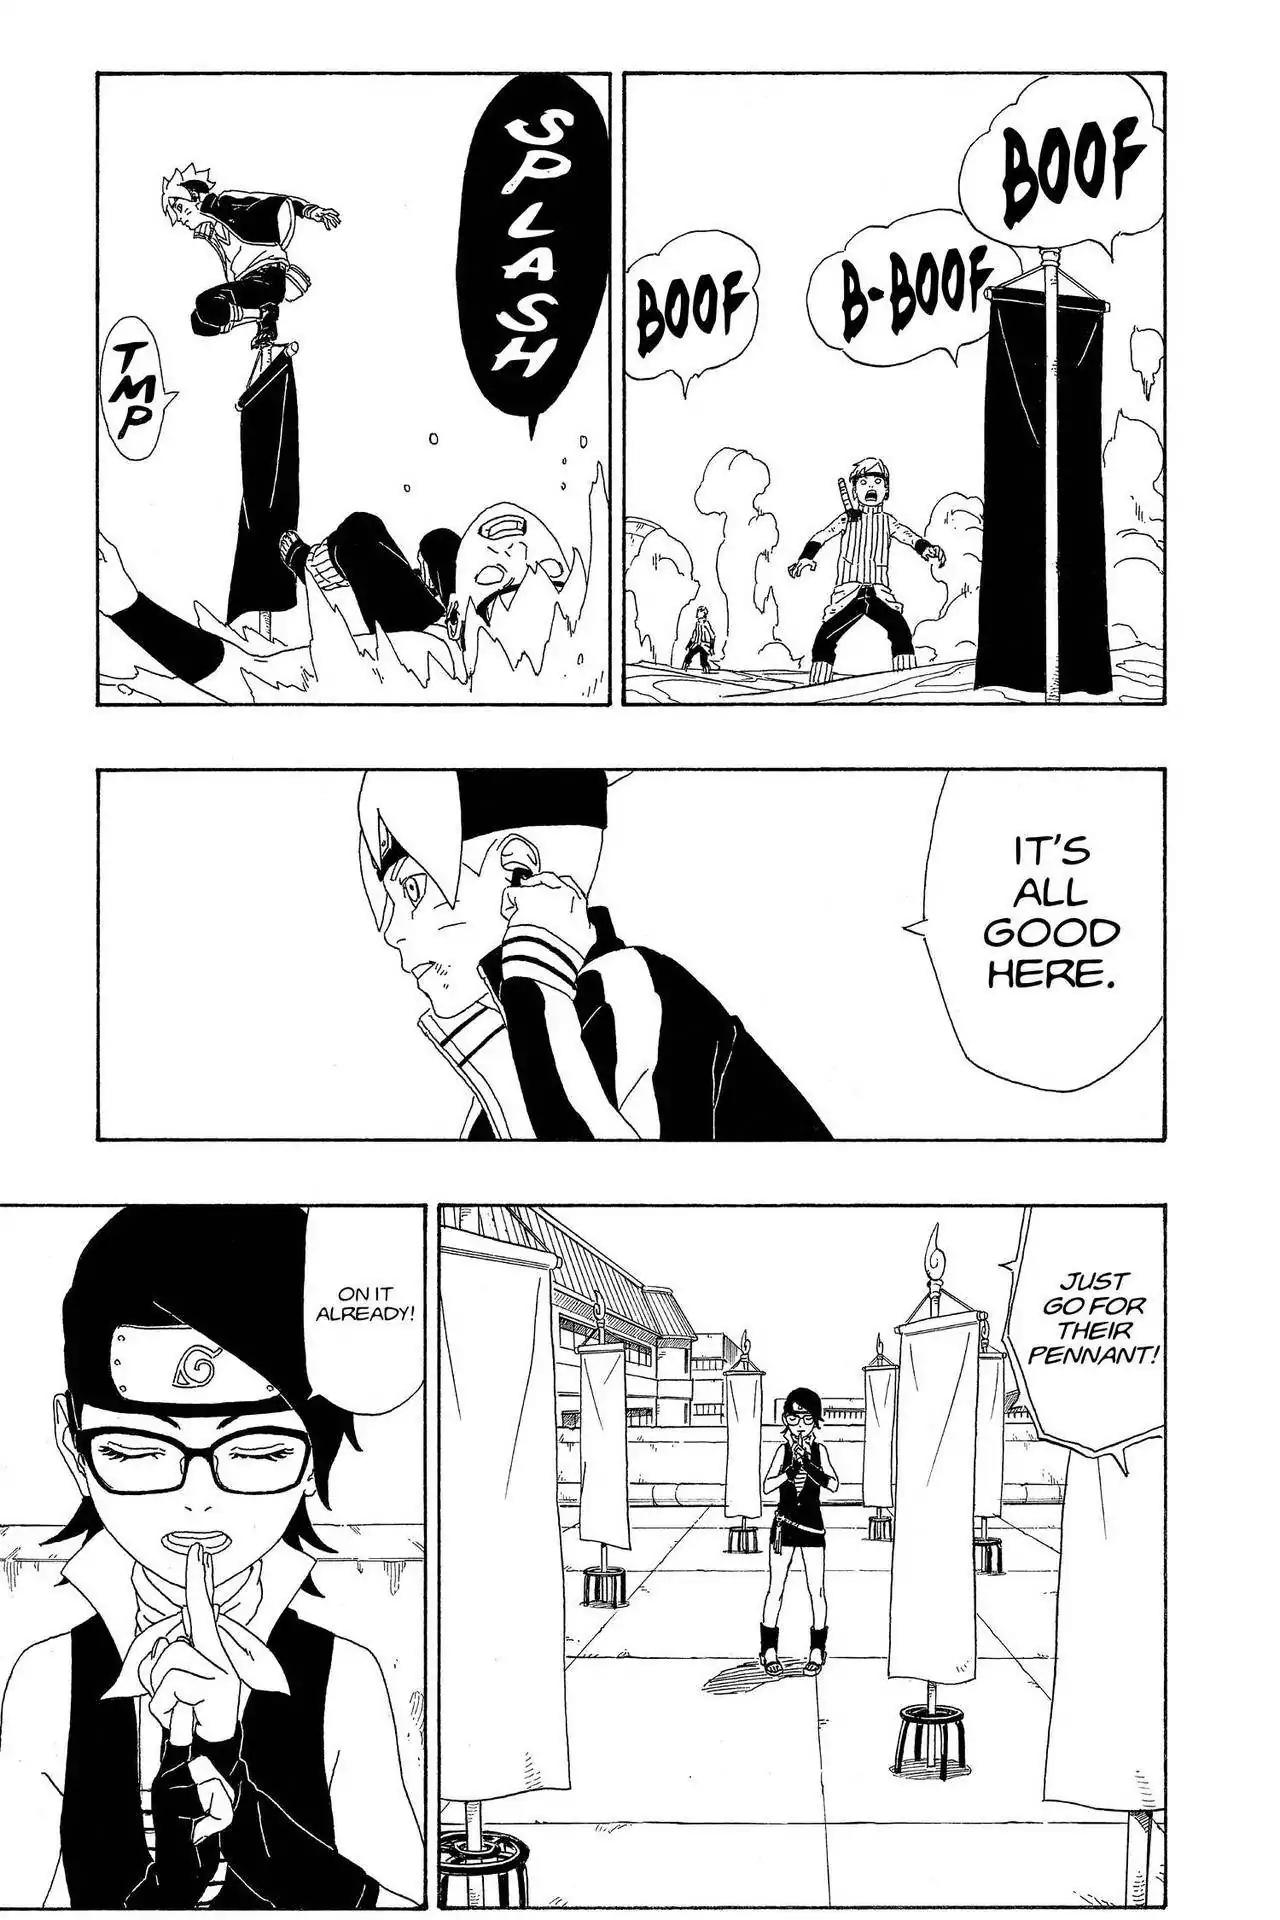 BOOF
B-BOOF
BOOF
SPLASH
TMP
IT'S
ALL
GOOD
HERE.
JUST
GO FOR
THEIR
PENNANT!
ON IT
ALREADY!